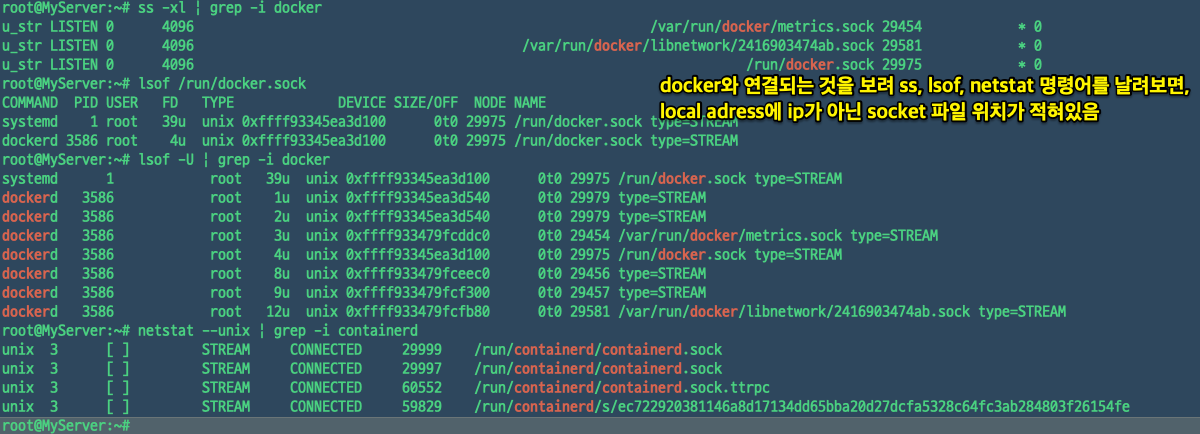 root@MyServer:~# ss -xl | grep -i docker
u_str LISTEN 0      4096                                  /var/run/docker/metrics.sock 29454            * 0
u_str LISTEN 0      4096                  /var/run/docker/libnetwork/2416903474ab.sock 29581            * 0
u_str LISTEN 0      4096                                              /run/docker.sock 29975            * 0
root@MyServer:~# lsof /run/docker.sock
docker와 연결되는 것을 보려 ss, lsof, netstat 명령어를 날려보면,
local adress에 ip가 아닌 socket 파일 위치가 적혀있음
COMMAND  PID USER   FD   TYPE             DEVICE SIZE/OFF  NODE NAME
systemd    1 root   39u  unix 0xffff93345ea3d100      0t0 29975 /run/docker.sock type=STREAM
dockerd 3586 root    4u  unix 0xffff93345ea3d100      0t0 29975 /run/docker.sock type=STREAM
root@MyServer:~# lsof -U | grep -i docker
systemd      1            root   39u  unix 0xffff93345ea3d100      0t0 29975 /run/docker.sock type=STREAM
dockerd   3586            root    1u  unix 0xffff93345ea3d540      0t0 29979 type=STREAM
dockerd   3586            root    2u  unix 0xffff93345ea3d540      0t0 29979 type=STREAM
dockerd   3586            root    3u  unix 0xffff933479fcddc0      0t0 29454 /var/run/docker/metrics.sock type=STREAM
dockerd   3586            root    4u  unix 0xffff93345ea3d100      0t0 29975 /run/docker.sock type=STREAM
dockerd   3586            root    8u  unix 0xffff933479fceec0      0t0 29456 type=STREAM
dockerd   3586            root    9u  unix 0xffff933479fcf300      0t0 29457 type=STREAM
dockerd   3586            root   12u  unix 0xffff933479fcfb80      0t0 29581 /var/run/docker/libnetwork/2416903474ab.sock type=STREAM
root@MyServer:~# netstat --unix | grep -i containerd
unix  3      [ ]         STREAM     CONNECTED     29999    /run/containerd/containerd.sock
unix  3      [ ]         STREAM     CONNECTED     29997    /run/containerd/containerd.sock
unix  3      [ ]         STREAM     CONNECTED     60552    /run/containerd/containerd.sock.ttrpc
unix  3      [ ]         STREAM     CONNECTED     59829    /run/containerd/s/ec722920381146a8d17134dd65bba20d27dcfa5328c64fc3ab284803f26154fe
root@MyServer:~#